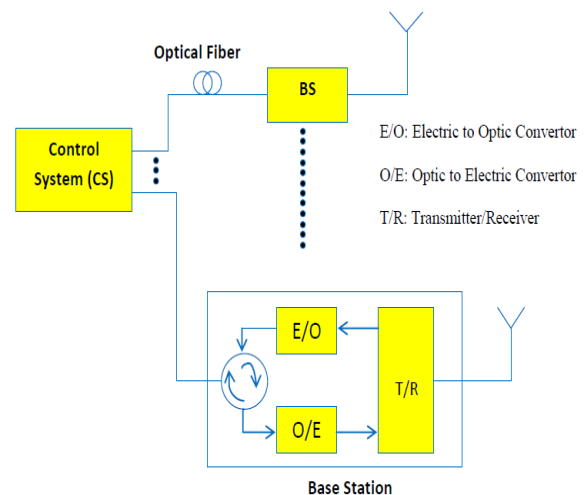 Optical Fiber
BS
E/O: Electric to Optic Convertor
Control
System (CS)
O/E: Optic to Electric Convertor
T/R: Transmitter/Receiver
E/O
T/R
O/E
Base Station